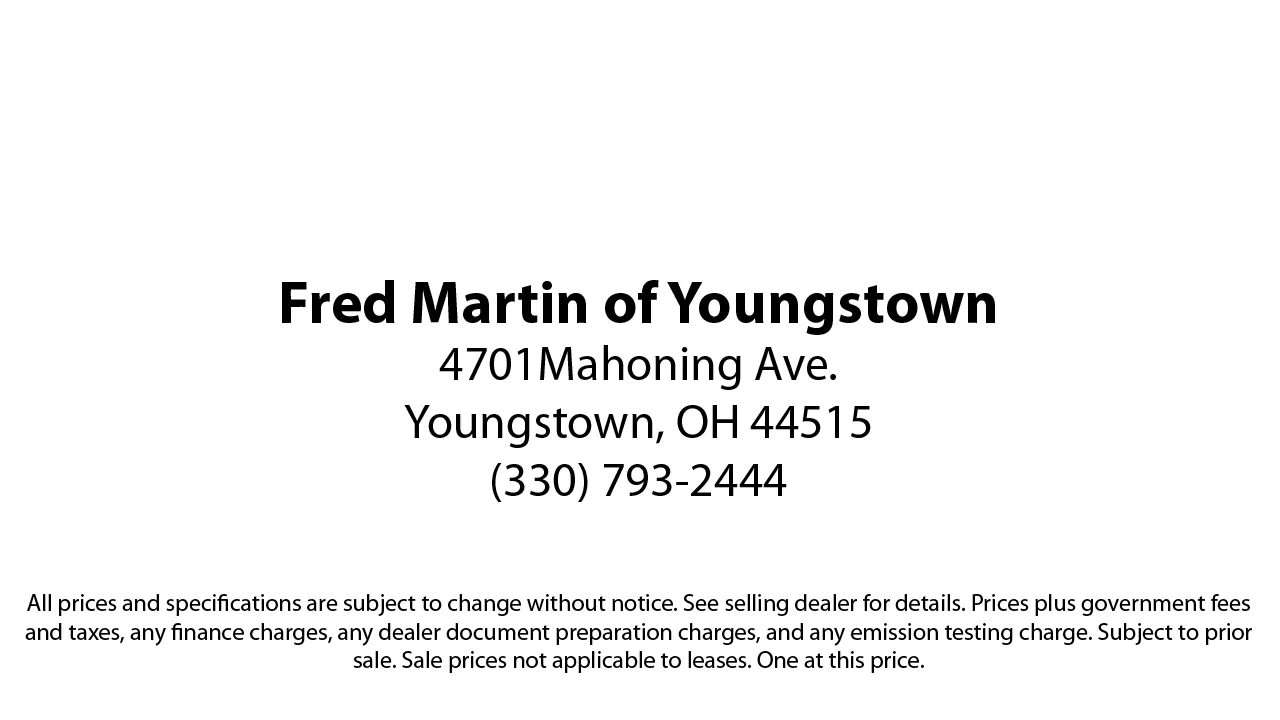 Fred Martin of Youngstown
4701Mahoning Ave.
Youngstown, OH 44515
(330) 793-2444
All prices and specifications are subject to change without notice. See selling dealer for details. Prices plus government fees
and taxes, any finance charges, any dealer document preparation charges, and any emission testing charge. Subject to prior
sale. Sale prices not applicable to leases. One at this price.